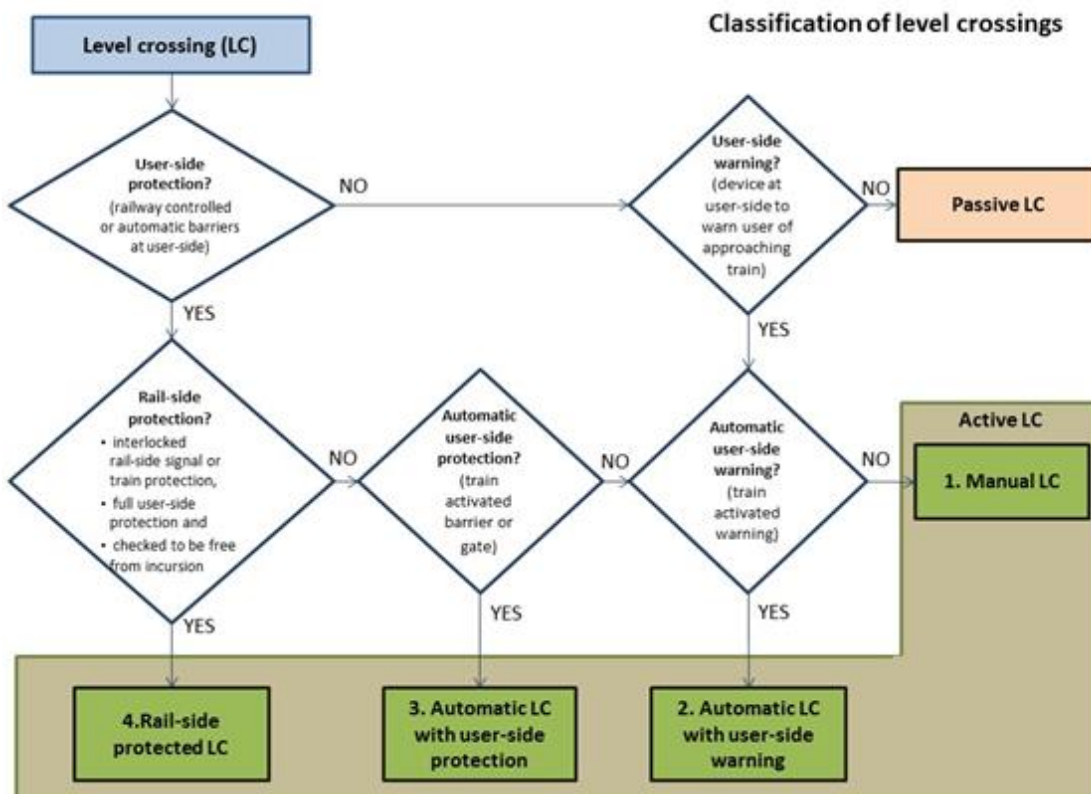 Classification of level crossings
Level crossing (LC)
User-side
protection?
(railway controlled
or automatic barriers
at user-side)
NO
User-side
warning?
(device at
user-side to
warn user of
approaching
train)
NO
Passive LC
YES
YES
Rail-side
protection?
• interlocked
rail-side signal or
train protection,
• full user-side
protection and
• checked to be free
from incursion
NO
Automatic
user-side
protection?
(train
activated
barrier or
gate)
NO
Automatic
user-side
warning?
(train
activated
warning)
NO
Active LC
1. Manual LC
YES
YES
YES
4.Rail-side
protected LC
3. Automatic LC
with user-side
protection
2. Automatic LC
with user-side
warning